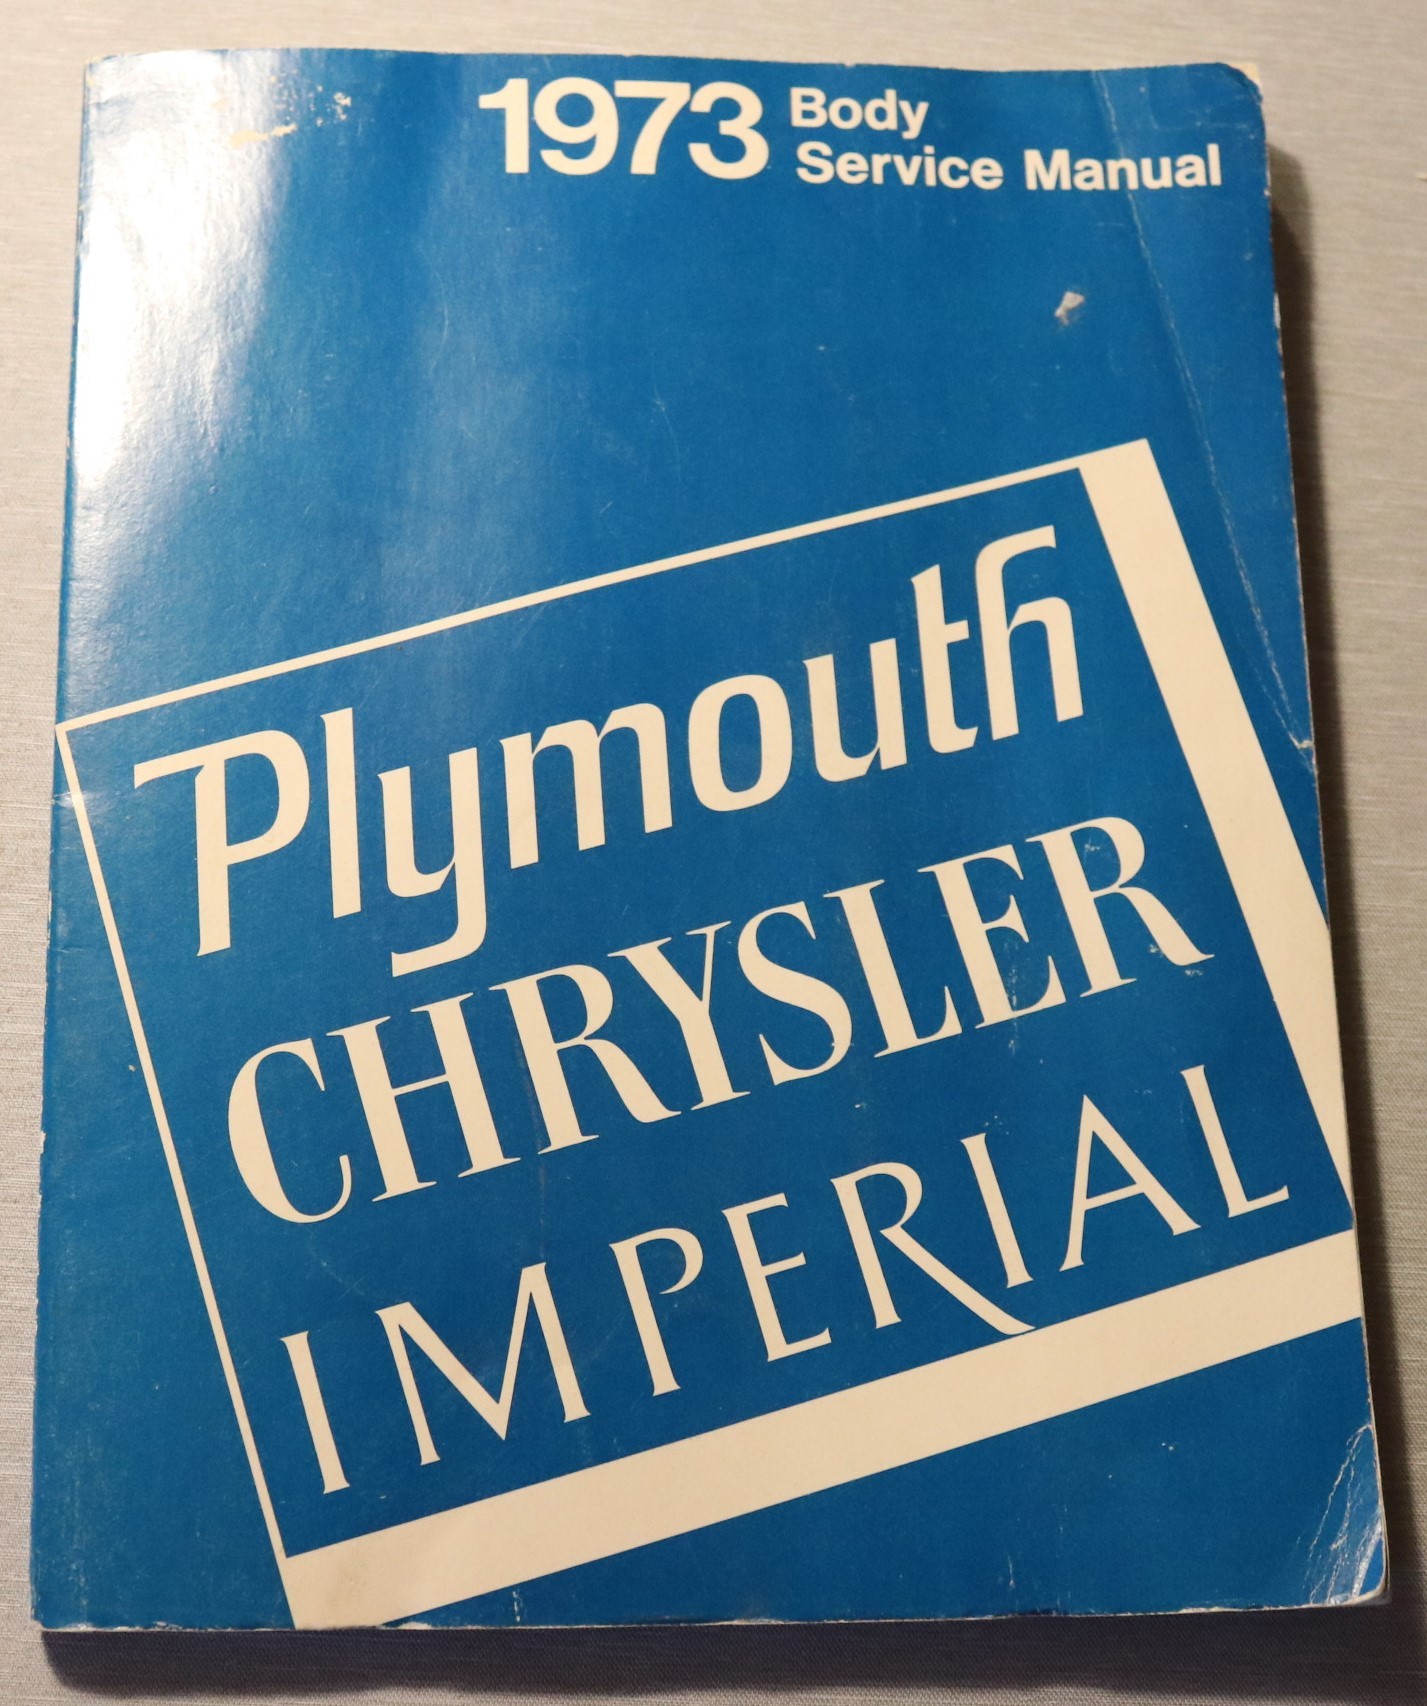 1973 Body
Service Manual
Plymouth
CHRYSLER
IMPERIAL